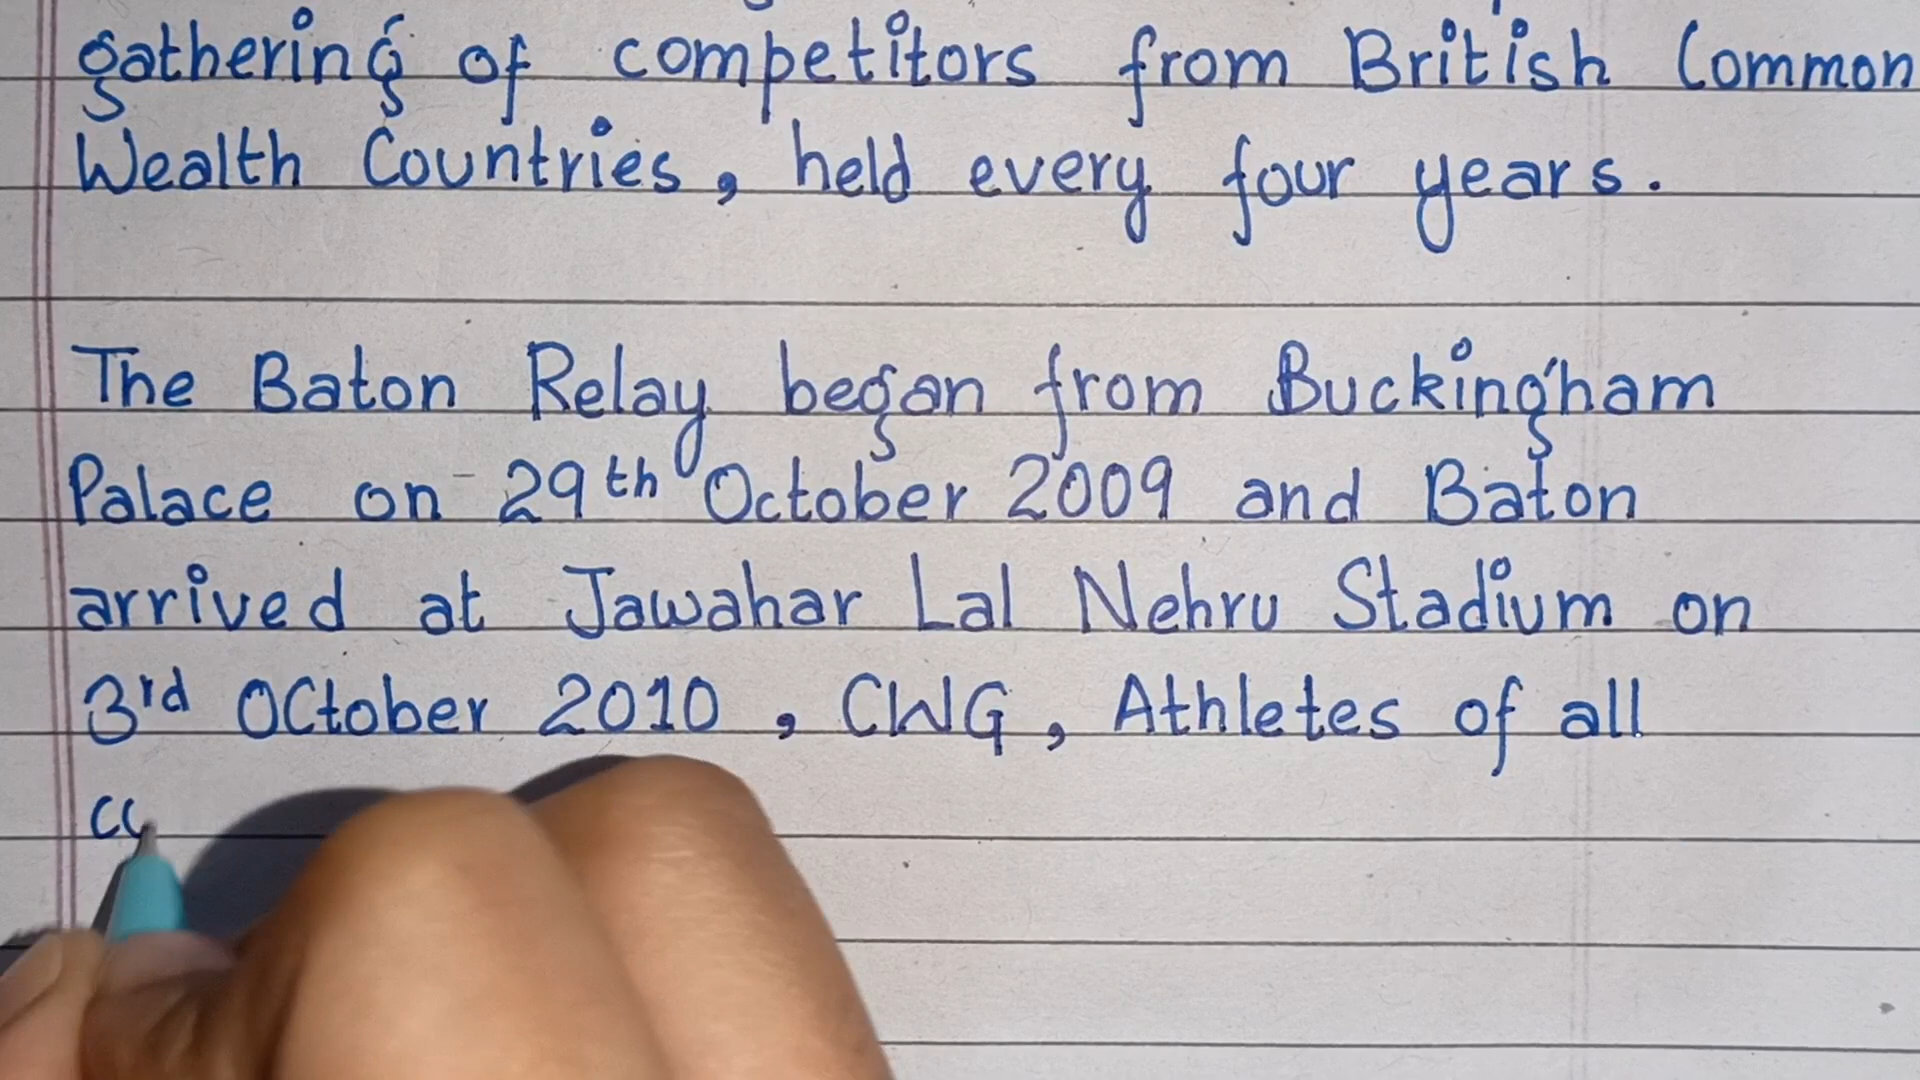 gathering of competitors from British Common
Wealth Countries, held every four years.
The Baton Relay began from Buckingham
Palace on 29th October 2009 and Baton
arrived at Jawahar Lal Nehru Stadium on
3rd OCtober 2010, CWG, Athletes of all